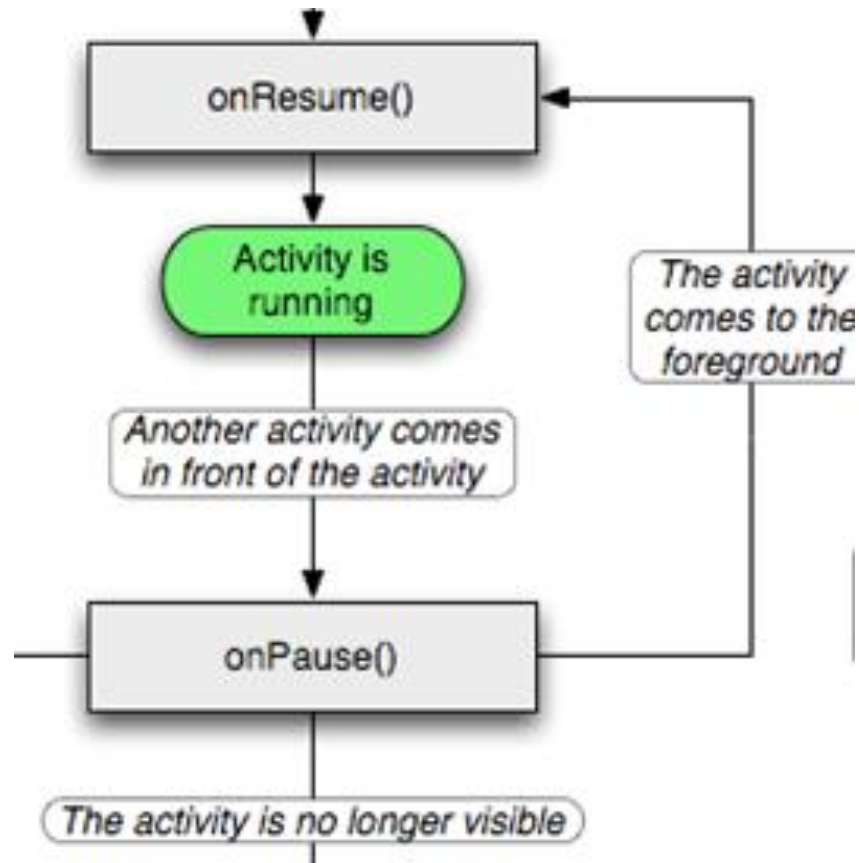 onResume()
Activity is
running
The activity
comes to the
foreground
Another activity comes
in front of the activity
onPause()
The activity is no longer visible